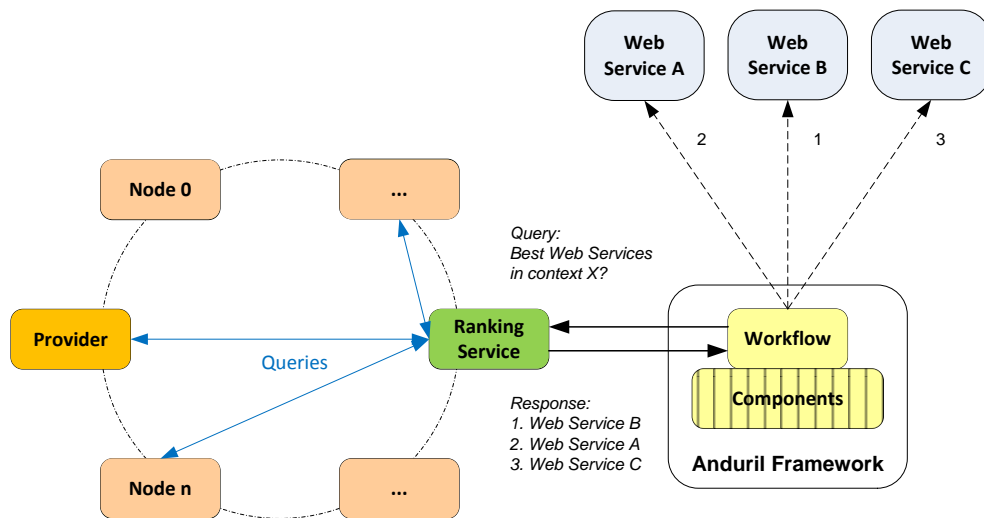 Web
Service A
Web
Service B
Web
Service C
2
1
3
Node 0
...
Query:
Best Web Services
in context X?
Provider
Queries
Ranking
Service
Workflow
Components
Response:
1. Web Service B
2. Web Service A
3. Web Service C
Anduril Framework
Node n
...